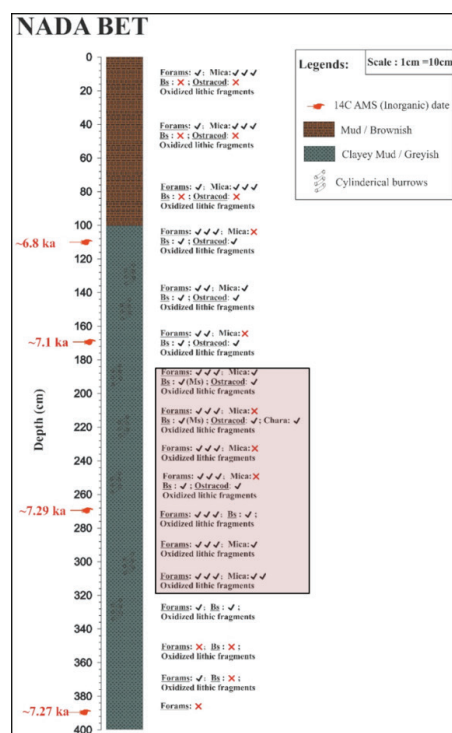 NADA BET
Legends:
Scale : 1cm =10cm
14C AMS (Inorganic) date
Mud / Brownish
Clayey Mud / Greyish
Cylinderical burrows
Depth (cm)
0
20
40
60
80
100
120
140
160
180
200
220
240
260
280
300
320
340
360
380
400
~6.8 ka
~7.1 ka
~7.29 ka
~7.27 ka
Forams: ✓; Mica: ✓✓✓
Bs : ✗; Ostracod: ✗
Oxidized lithic fragments
Forams: ✓; Mica: ✓✓✓
Bs : ✗; Ostracod: ✗
Oxidized lithic fragments
Forams: ✓; Mica: ✓✓✓
Bs : ✗; Ostracod: ✗
Oxidized lithic fragments
Forams: ✓✓✓; Mica: ✗
Bs : ✓; Ostracod: ✓
Oxidized lithic fragments
Forams: ✓✓; Mica: ✓
Bs : ✓; Ostracod: ✓
Oxidized lithic fragments
Forams: ✓✓; Mica: ✗
Bs : ✓; Ostracod: ✓
Oxidized lithic fragments
Forams: ✓✓✓; Mica: ✓
Bs : ✓(Ms) ; Ostracod: ✓
Oxidized lithic fragments
Forams: ✓✓✓; Mica: ✗
Bs : ✓(Ms) ; Ostracod: ✓; Chara: ✓
Oxidized lithic fragments
Forams: ✓✓✓; Mica: ✗
Oxidized lithic fragments
Forams: ✓✓✓; Mica: ✗
Bs : ✓; Ostracod: ✓
Oxidized lithic fragments
Forams: ✓✓✓; Bs : ✓;
Oxidized lithic fragments
Forams: ✓✓✓; Mica: ✓
Oxidized lithic fragments
Forams: ✓✓✓; Mica: ✓✓
Oxidized lithic fragments
Forams: ✓; Bs : ✓;
Oxidized lithic fragments
Forams: ✗; Bs : ✗;
Oxidized lithic fragments
Forams: ✓; Bs : ✗;
Oxidized lithic fragments
Forams: ✗